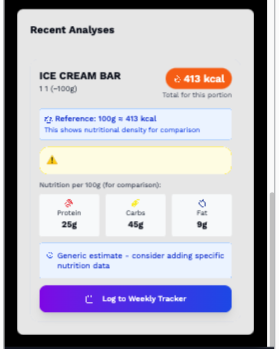 Recent Analyses
ICE CREAM BAR
413 kcal
1 1 (~100g)
Total for this portion
Reference: 100g = 413 kcal
This shows nutritional density for comparison
Nutrition per 100g (for comparison):
Protein
Carbs
Fat
25g
45g
9g
Generic estimate - consider adding specific
nutrition data
Log to Weekly Tracker